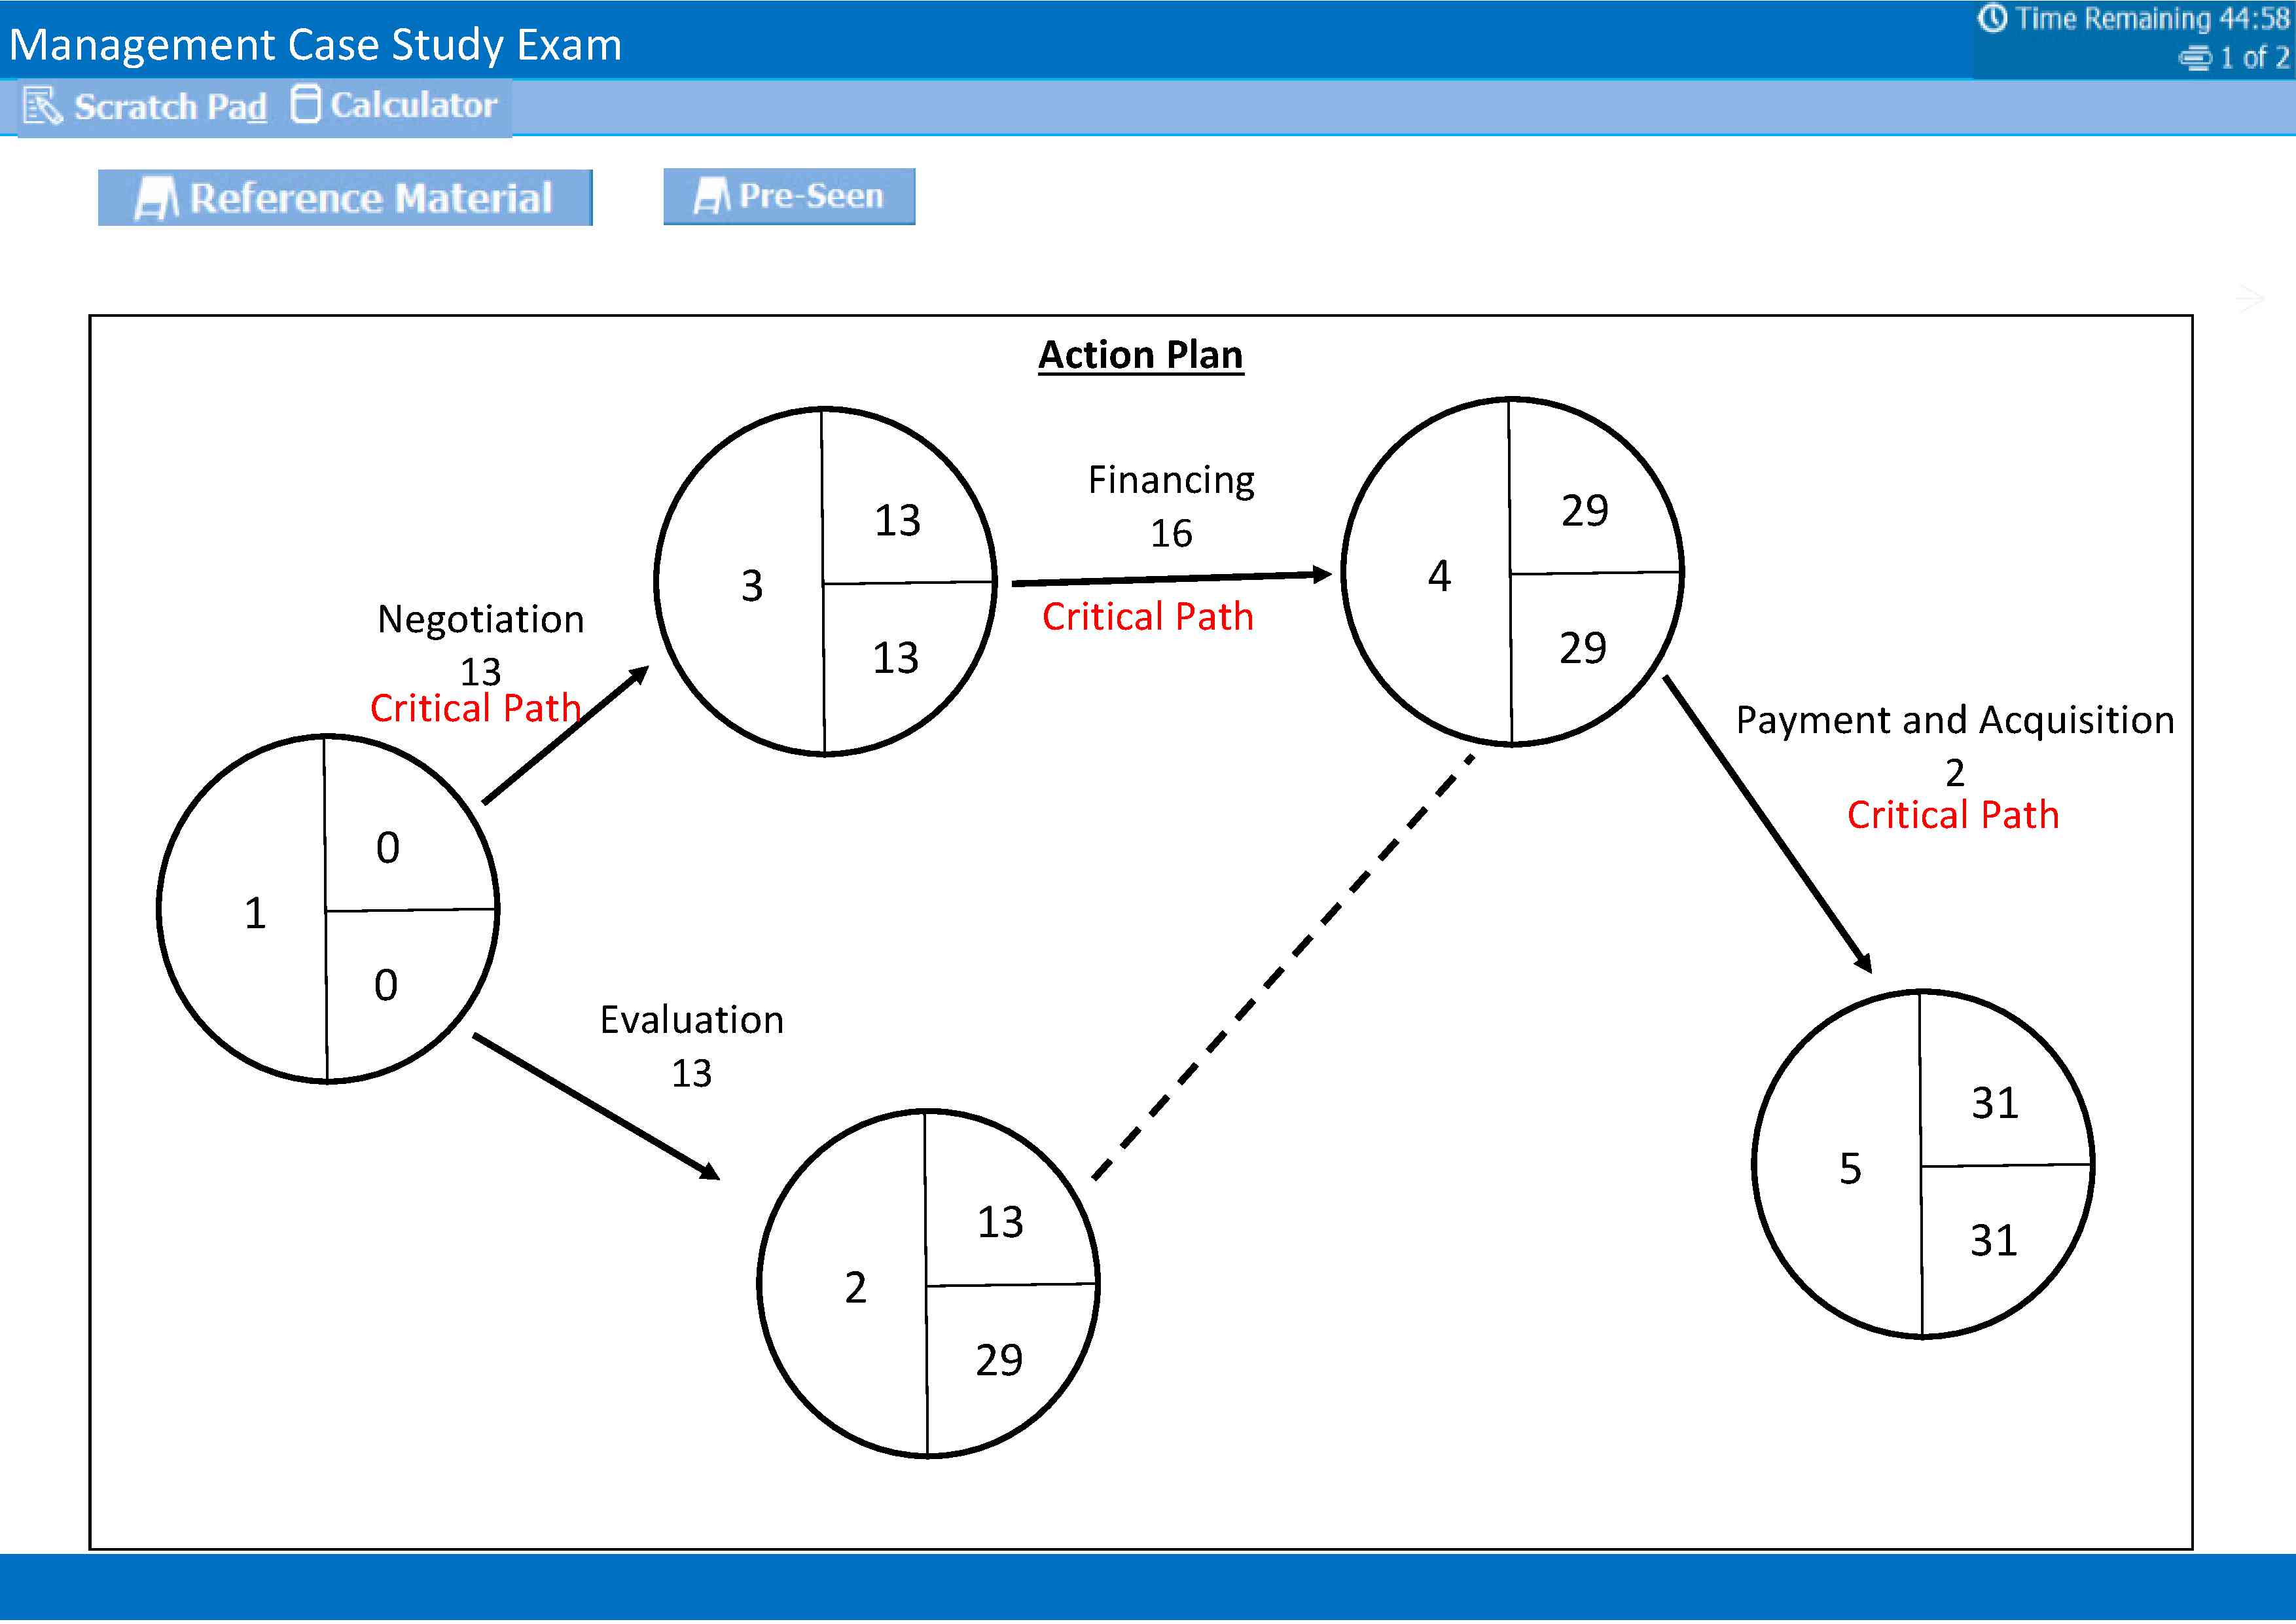 Management Case Study Exam
Time Remaining 44:58
1 of 2
Scratch Pad
Calculator
Reference Material
Pre-Seen
Action Plan
Negotiation
13
Critical Path
3
13
13
Financing
16
Critical Path
4
29
29
Payment and Acquisition
2
Critical Path
1
0
0
Evaluation
13
2
13
29
5
31
31